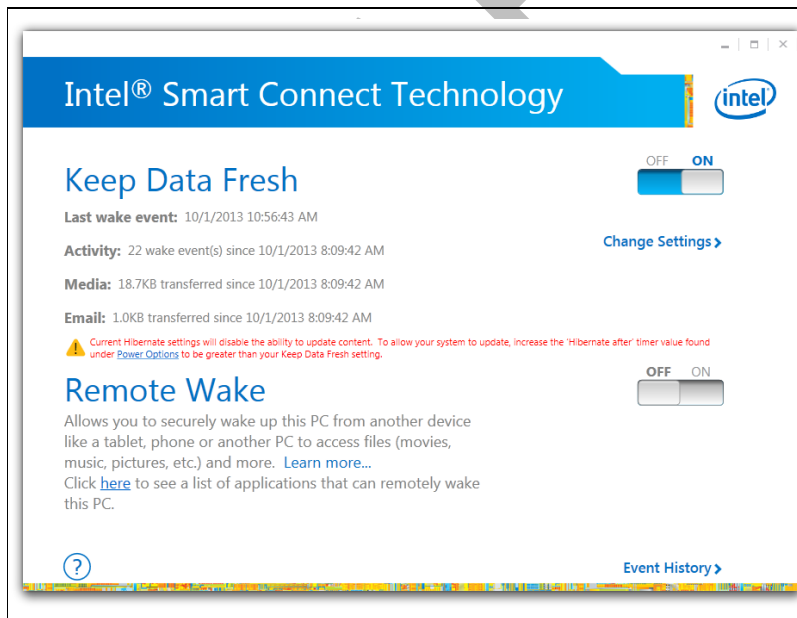 Intel® Smart Connect Technology
intel
Keep Data Fresh
OFF ON
Last wake event: 10/1/2013 10:56:43 AM
Change Settings
Activity: 22 wake event(s) since 10/1/2013 8:09:42 AM
Media: 18.7KB transferred since 10/1/2013 8:09:42 AM
Email: 1.0KB transferred since 10/1/2013 8:09:42 AM
Current Hibernate settings will disable the ability to update content. To allow your system to update, increase the 'Hibernate after' timer value found
under Power Options to be greater than your Keep Data Fresh setting.
Remote Wake
OFF ON
Allows you to securely wake up this PC from another device
like a tablet, phone or another PC to access files (movies,
music, pictures, etc.) and more. Learn more...
Click here to see a list of applications that can remotely wake
this PC.
?
Event History